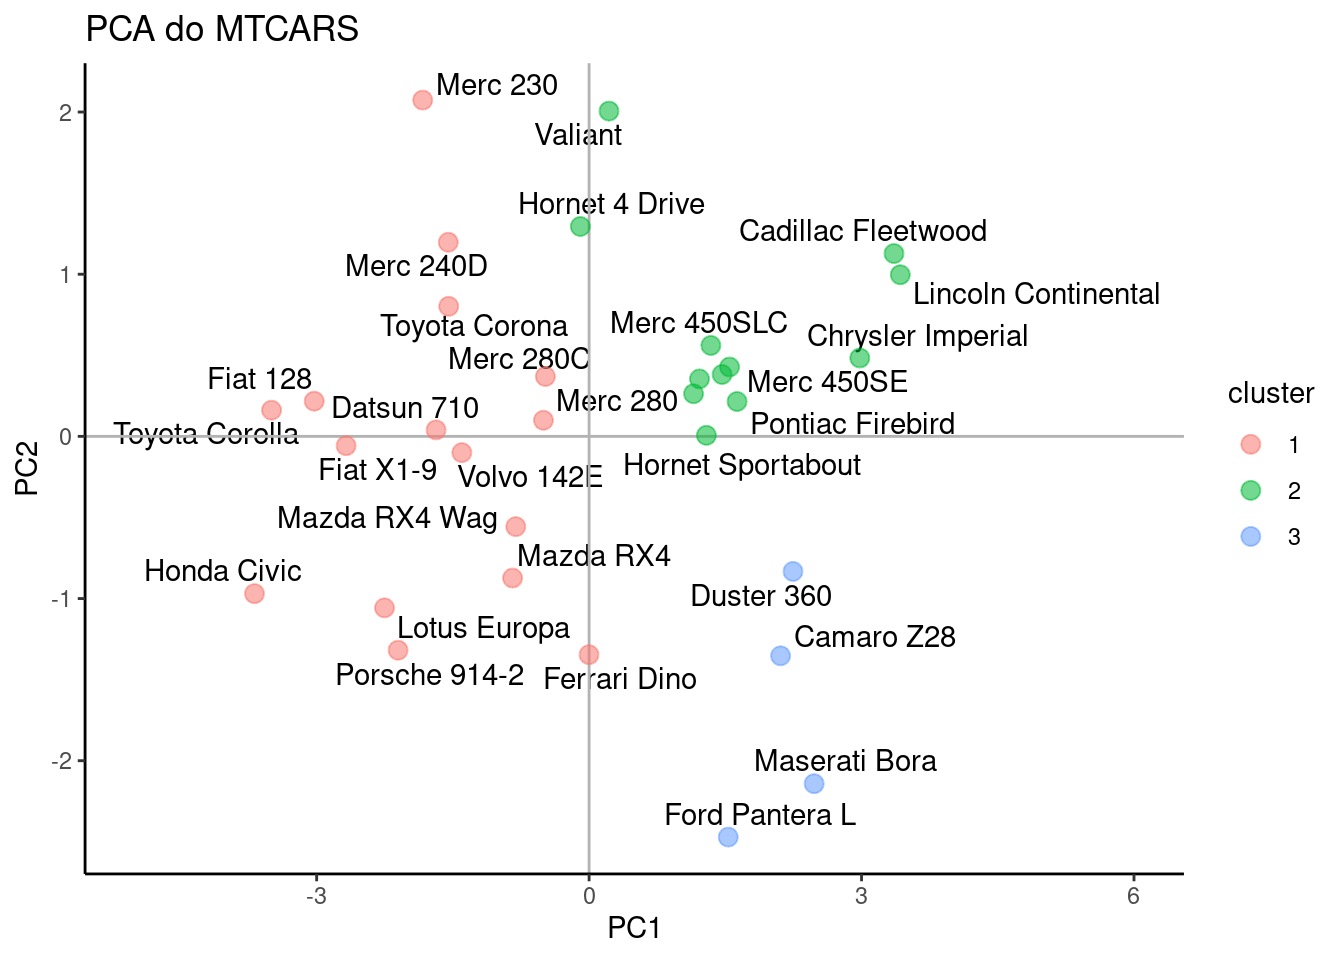 PCA do MTCARS
Merc 230
Valiant
Hornet 4 Drive
Cadillac Fleetwood
Merc 240D
Lincoln Continental
Toyota Corona
Merc 450SLC
Chrysler Imperial
Merc 280C
Fiat 128
Merc 450SE
Datsun 710
Merc 280
Pontiac Firebird
Toyota Corolla
Fiat X1-9
Volvo 142E
Hornet Sportabout
Mazda RX4 Wag
Mazda RX4
Honda Civic
Duster 360
Lotus Europa
Camaro Z28
Porsche 914-2
Ferrari Dino
Maserati Bora
Ford Pantera L
2
1
0
-1
-2
PC2
-3
0
3
6
PC1
cluster
1
2
3